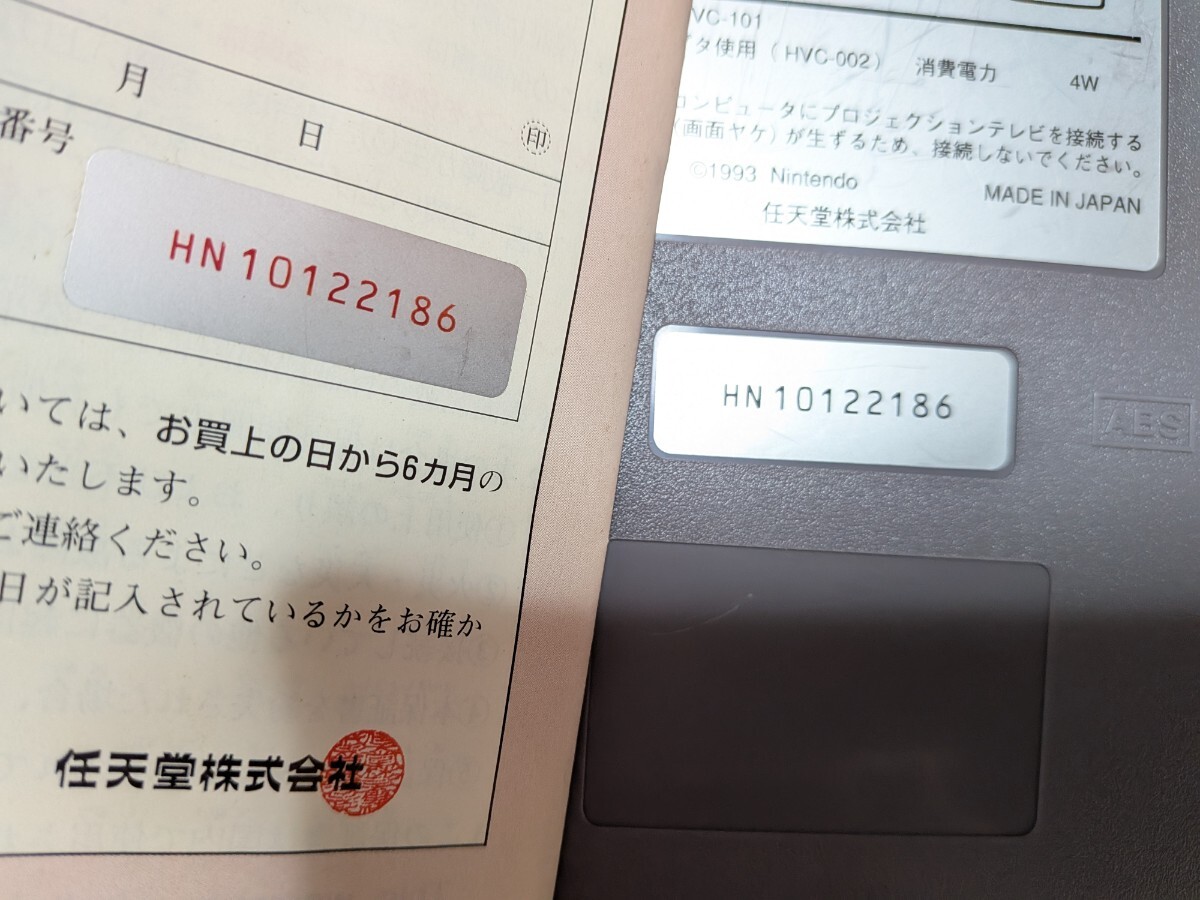 月 日 ㊞
番号
HN10122186
いては、お買上の日から6カ月の
いたします。
ご連絡ください。
日が記入されているかをお確か
任天堂株式会社
VC-101
タ使用(HVC-002) 消費電力 4W
コンピュータにプロジェクションテレビを接続する
(画面ヤケ)が生ずるため、接続しないでください。
©1993 Nintendo MADE IN JAPAN
任天堂株式会社
HN10122186
ABS